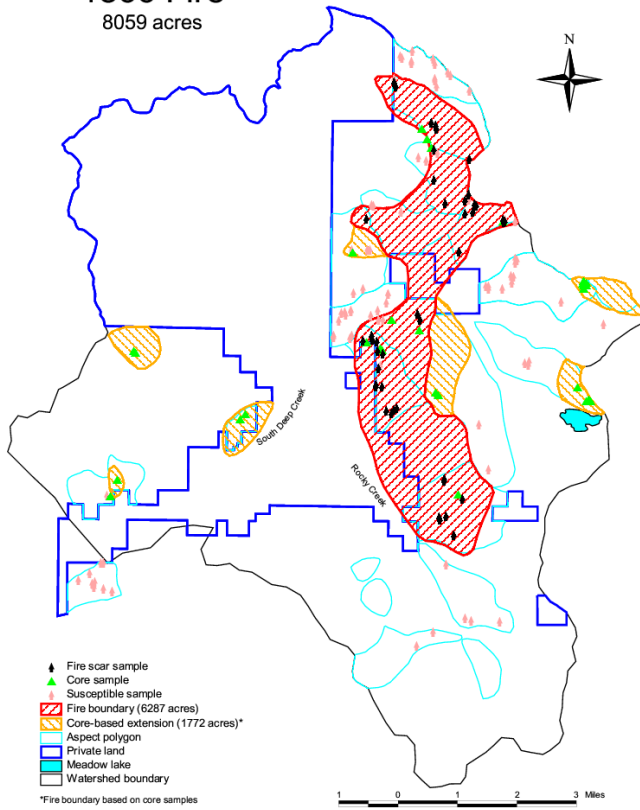 8059 acres
N
South Deep Creek
Rocky Creek
Fire scar sample
Core sample
Susceptible sample
Fire boundary (6287 acres)
Core-based extension (1772 acres)*
Aspect polygon
Private land
Meadow lake
Watershed boundary
*Fire boundary based on core samples
1 0 1 2 3 Miles